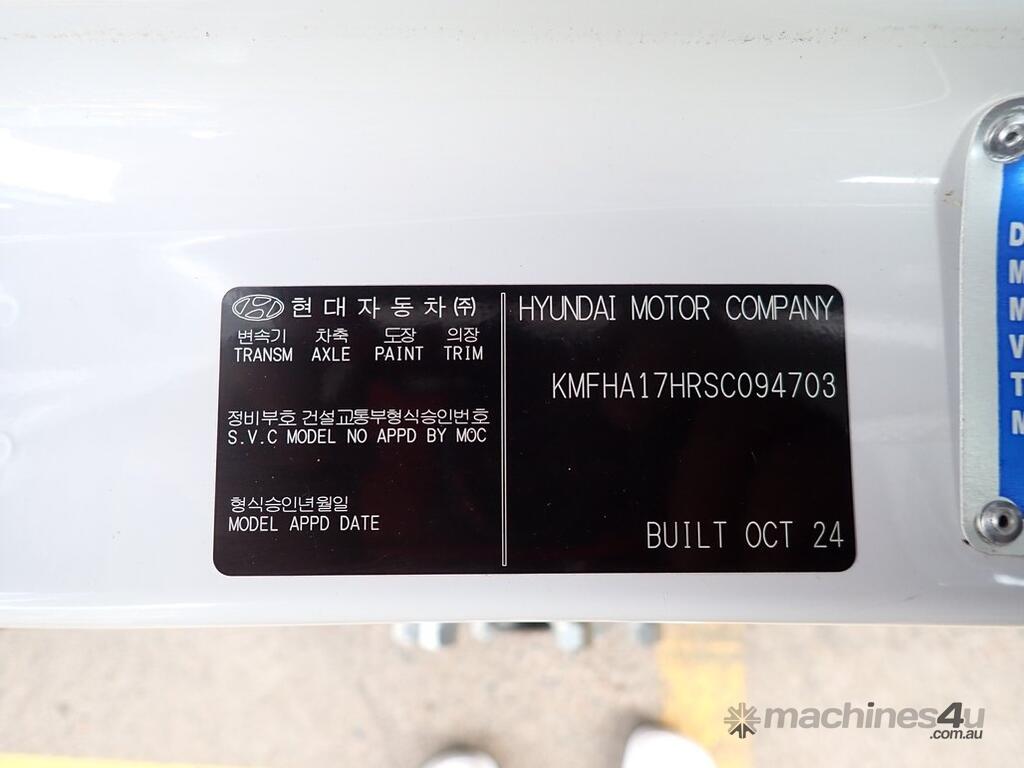 현대자동차㈜
변속기 차축 도장 의장
TRANSM AXLE PAINT TRIM
정비부호 건설교통부형식승인번호
S.V.C MODEL NO APPD BY MOC
형식승인년월일
MODEL APPD DATE
HYUNDAI MOTOR COMPANY
KMFHA17HRSC094703
BUILT OCT 24
D
M
M
V
T
M
machines4u
.com.au